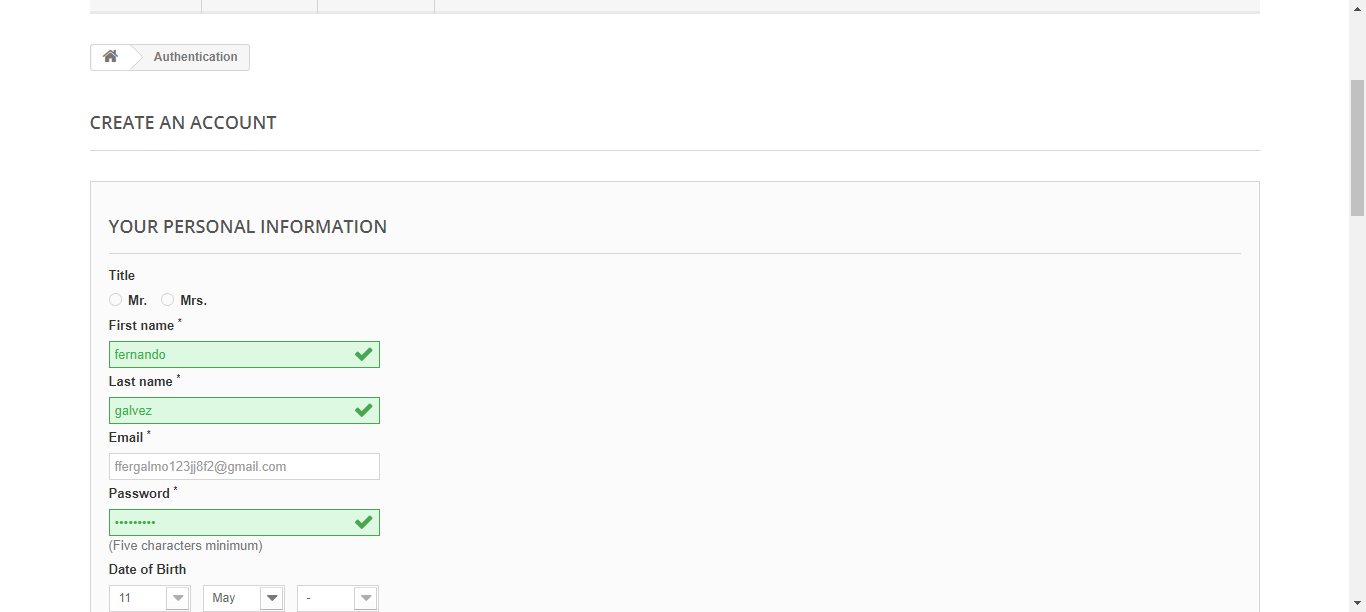 Authentication
CREATE AN ACCOUNT
YOUR PERSONAL INFORMATION
Title
Mr. Mrs.
First name *
fernando
Last name *
galvez
Email *
ffergalmo123jj8f2@gmail.com
Password *
•••••••••
(Five characters minimum)
Date of Birth
11 May -